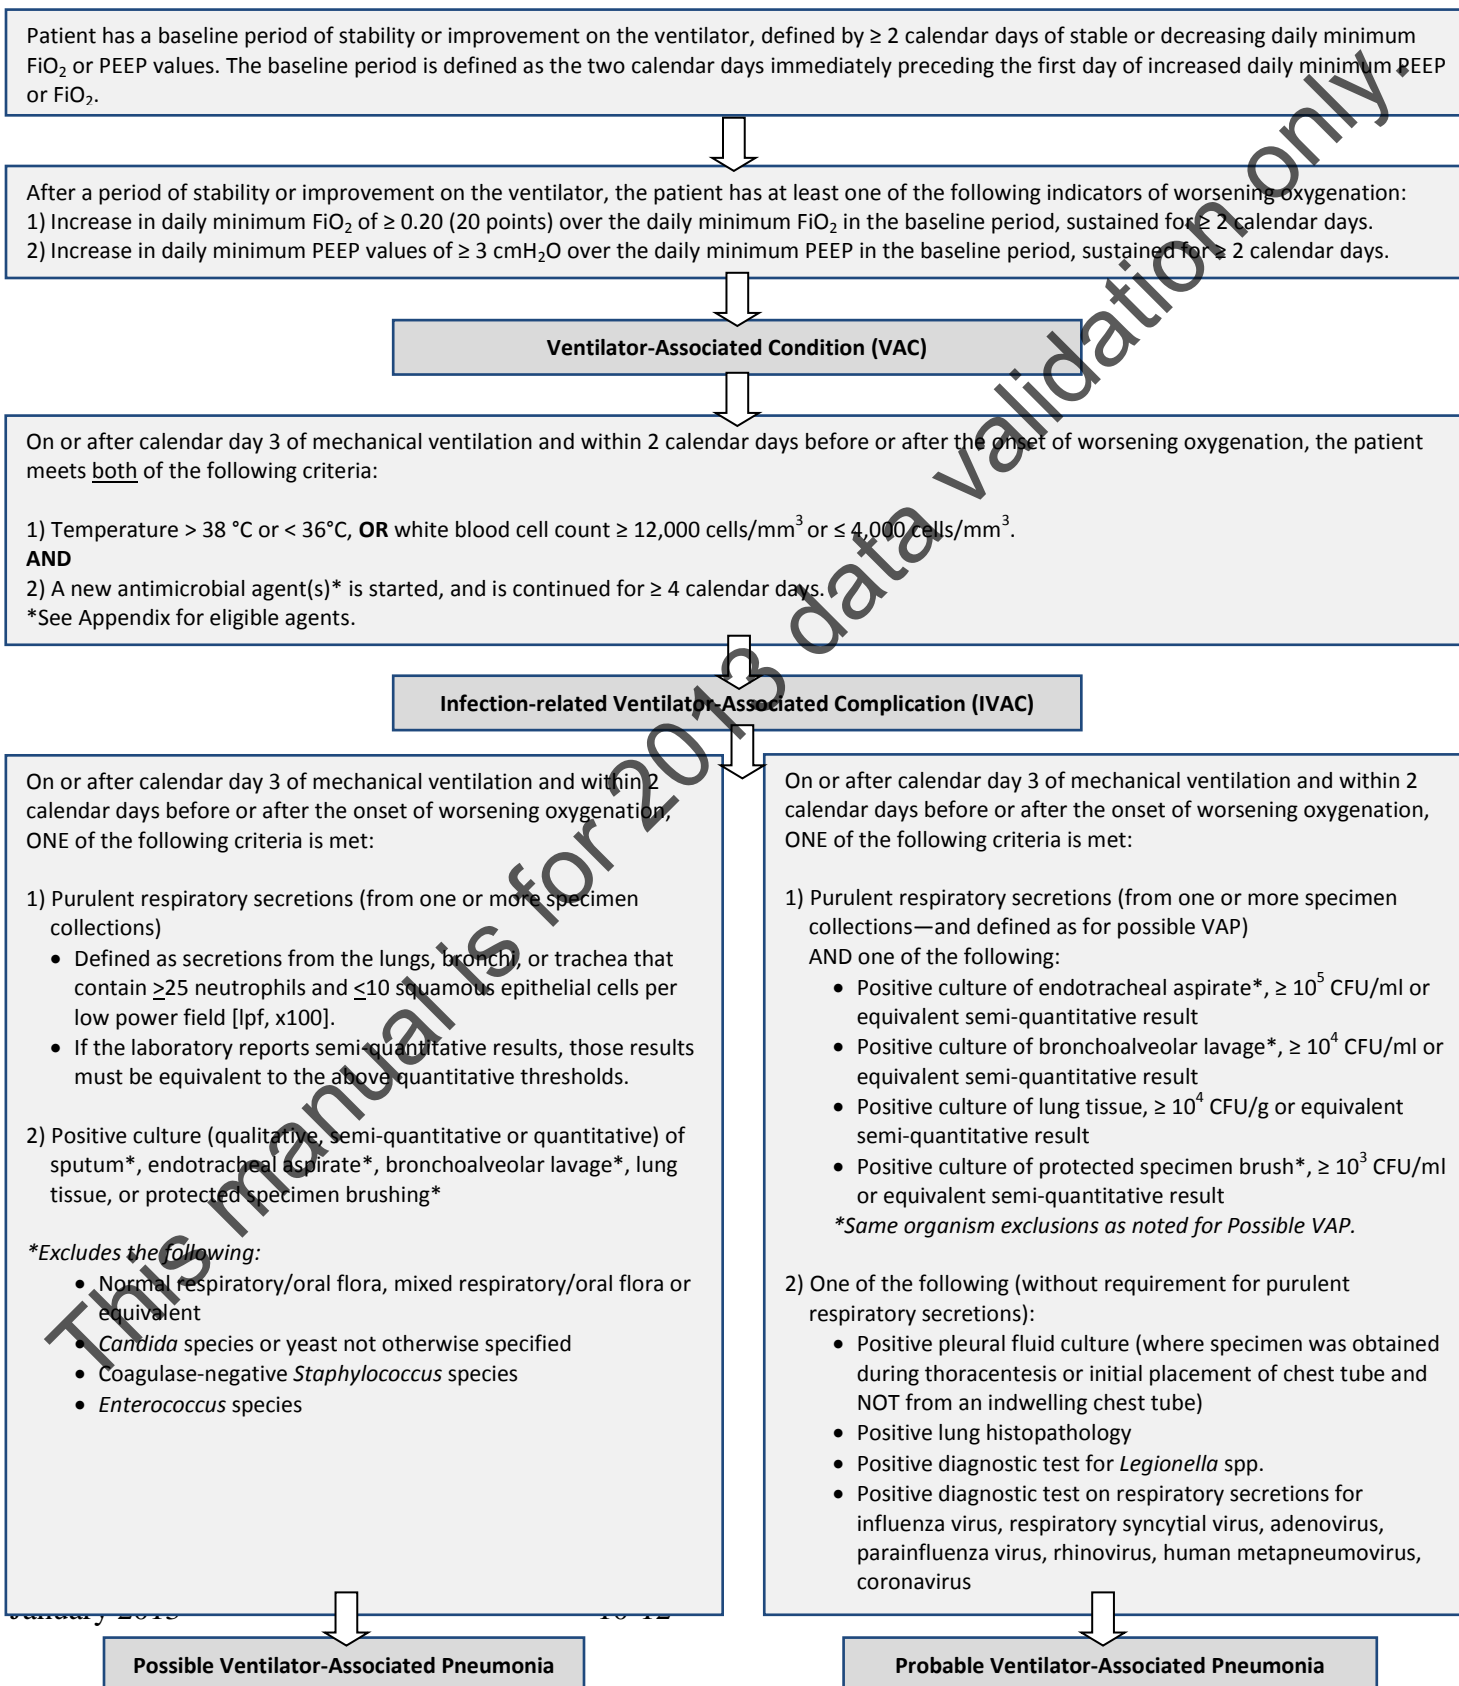 Patient has a baseline period of stability or improvement on the ventilator, defined by ≥ 2 calendar days of stable or decreasing daily minimum
FiO₂ or PEEP values. The baseline period is defined as the two calendar days immediately preceding the first day of increased daily minimum PEEP
or FiO₂.
After a period of stability or improvement on the ventilator, the patient has at least one of the following indicators of worsening oxygenation:
1) Increase in daily minimum FiO₂ of ≥ 0.20 (20 points) over the daily minimum FiO₂ in the baseline period, sustained for ≥ 2 calendar days.
2) Increase in daily minimum PEEP values of ≥ 3 cmH₂O over the daily minimum PEEP in the baseline period, sustained for ≥ 2 calendar days.
Ventilator-Associated Condition (VAC)
On or after calendar day 3 of mechanical ventilation and within 2 calendar days before or after the onset of worsening oxygenation, the patient
meets both of the following criteria:
1) Temperature > 38 °C or < 36°C, OR white blood cell count ≥ 12,000 cells/mm³ or ≤ 4,000 cells/mm³.
AND
2) A new antimicrobial agent(s)* is started, and is continued for ≥ 4 calendar days.
*See Appendix for eligible agents.
Infection-related Ventilator-Associated Complication (IVAC)
On or after calendar day 3 of mechanical ventilation and within 2
calendar days before or after the onset of worsening oxygenation,
ONE of the following criteria is met:
1) Purulent respiratory secretions (from one or more specimen
collections)
• Defined as secretions from the lungs, bronchi, or trachea that
contain ≥25 neutrophils and ≤10 squamous epithelial cells per
low power field [lpf, x100].
• If the laboratory reports semi-quantitative results, those results
must be equivalent to the above quantitative thresholds.
2) Positive culture (qualitative, semi-quantitative or quantitative) of
sputum*, endotracheal aspirate*, bronchoalveolar lavage*, lung
tissue, or protected specimen brushing*
*Excludes the following:
• Normal respiratory/oral flora, mixed respiratory/oral flora or
equivalent
• Candida species or yeast not otherwise specified
• Coagulase-negative Staphylococcus species
• Enterococcus species
On or after calendar day 3 of mechanical ventilation and within 2
calendar days before or after the onset of worsening oxygenation,
ONE of the following criteria is met:
1) Purulent respiratory secretions (from one or more specimen
collections—and defined as for possible VAP)
AND one of the following:
• Positive culture of endotracheal aspirate*, ≥ 10⁵ CFU/ml or
equivalent semi-quantitative result
• Positive culture of bronchoalveolar lavage*, ≥ 10⁴ CFU/ml or
equivalent semi-quantitative result
• Positive culture of lung tissue, ≥ 10⁴ CFU/g or equivalent
semi-quantitative result
• Positive culture of protected specimen brush*, ≥ 10³ CFU/ml
or equivalent semi-quantitative result
*Same organism exclusions as noted for Possible VAP.
2) One of the following (without requirement for purulent
respiratory secretions):
• Positive pleural fluid culture (where specimen was obtained
during thoracentesis or initial placement of chest tube and
NOT from an indwelling chest tube)
• Positive lung histopathology
• Positive diagnostic test for Legionella spp.
• Positive diagnostic test on respiratory secretions for
influenza virus, respiratory syncytial virus, adenovirus,
parainfluenza virus, rhinovirus, human metapneumovirus,
coronavirus
Possible Ventilator-Associated Pneumonia
Probable Ventilator-Associated Pneumonia
This manual is for 2013 data validation only.